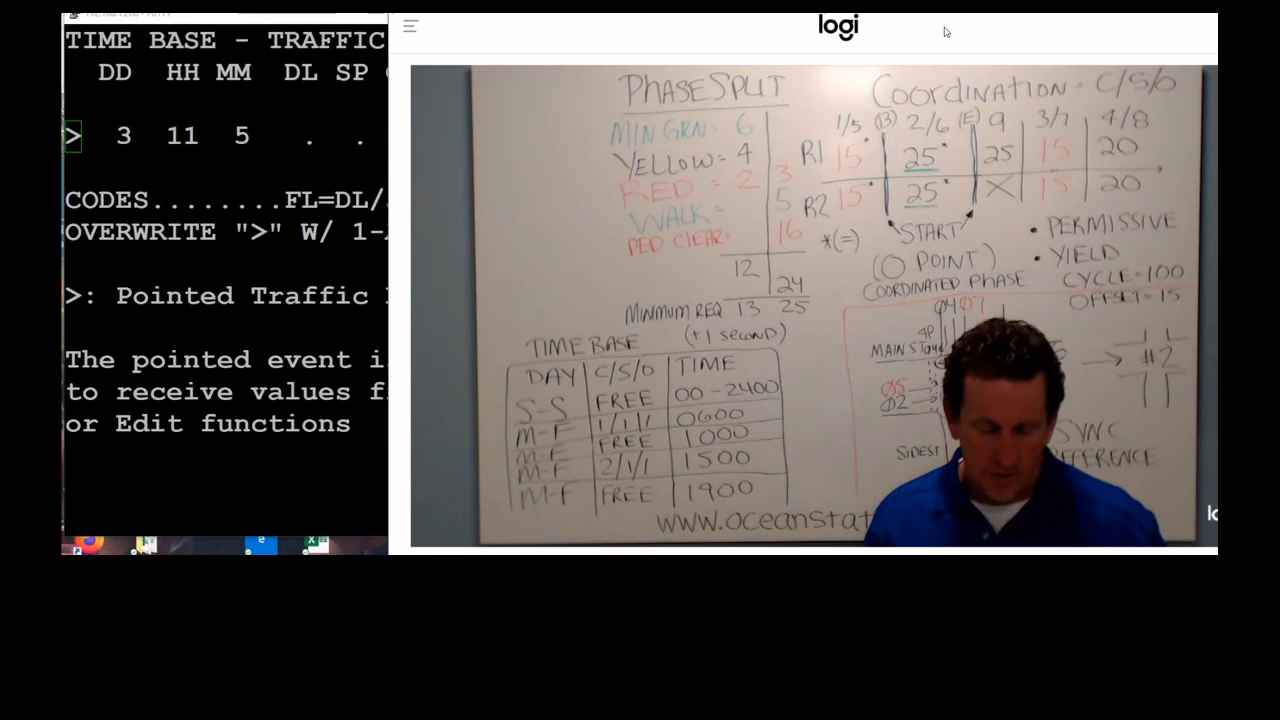 TIME BASE - TRAFFIC
DD HH MM DL SP
> 3 11 5 . .
CODES........FL=DL/
OVERWRITE ">" W/ 1-
>: Pointed Traffic
The pointed event i
to receive values f
or Edit functions
logi
PHASE SPLIT
MIN GRN= 6
YELLOW= 4
RED = 2 3
WALK= 5
PED CLEAR= 16
12 24
MINIMUM REQ 13 25
(+1 SECOND)
COORDINATION= C/S/O
1/5 (B) 2/6 (E) 9 3/7 4/8
R1 15* 25* 25 15 20
R2 15* 25* X 15 20
*(=)
START
(0 POINT)
COORDINATED PHASE
• PERMISSIVE
• YIELD
CYCLE=100
OFFSET=15
TIME BASE
DAY C/S/O TIME
S-S FREE 00-2400
M-F 1/1/1 0600
M-F FREE 1000
M-F 2/1/1 1500
M-F FREE 1900
Ø4 Ø7
4P
MAIN ST
Ø5
Ø2
SIDEST
#2
SYNC
www.oceanstat